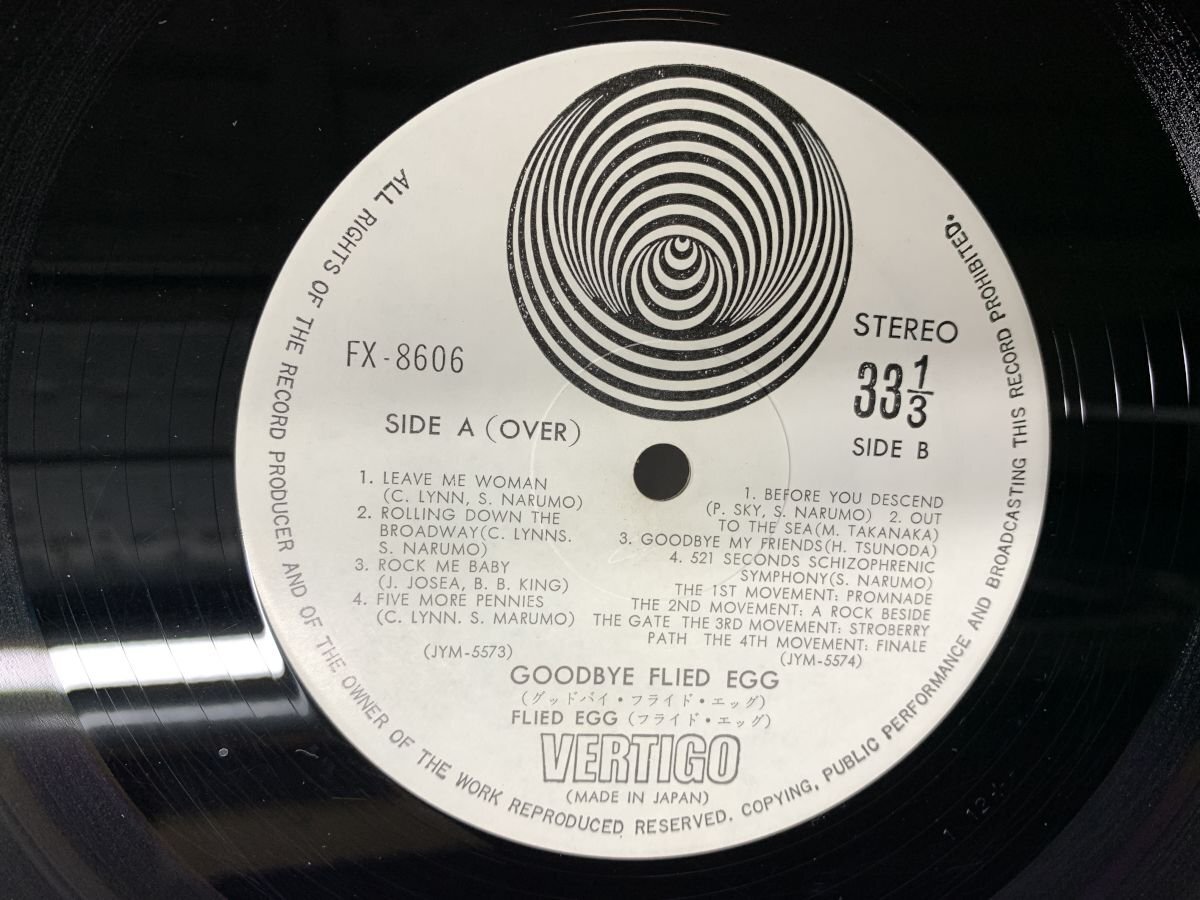 ALL RIGHTS OF THE RECORD PRODUCER AND OF THE OWNER OF THE WORK REPRODUCED RESERVED. COPYING, PUBLIC PERFORMANCE AND BROADCASTING THIS RECORD PROHIBITED.
STEREO
33 1/3
SIDE B
FX-8606
SIDE A (OVER)
1. LEAVE ME WOMAN
(C. LYNN, S. NARUMO)
2. ROLLING DOWN THE
BROADWAY(C. LYNNS.
S. NARUMO)
3. ROCK ME BABY
(J. JOSEA, B. B. KING)
4. FIVE MORE PENNIES
(C. LYNN. S. MARUMO)
(JYM-5573)
1. BEFORE YOU DESCEND
(P. SKY, S. NARUMO) 2. OUT
TO THE SEA(M. TAKANAKA)
3. GOODBYE MY FRIENDS(H. TSUNODA)
4. 521 SECONDS SCHIZOPHRENIC
SYMPHONY(S. NARUMO)
THE 1ST MOVEMENT: PROMNADE
THE 2ND MOVEMENT: A ROCK BESIDE
THE GATE THE 3RD MOVEMENT: STROBERRY
PATH THE 4TH MOVEMENT: FINALE
(JYM-5574)
GOODBYE FLIED EGG
(グッドバイ・フライド・エッグ)
FLIED EGG (フライド・エッグ)
VERTIGO
(MADE IN JAPAN)